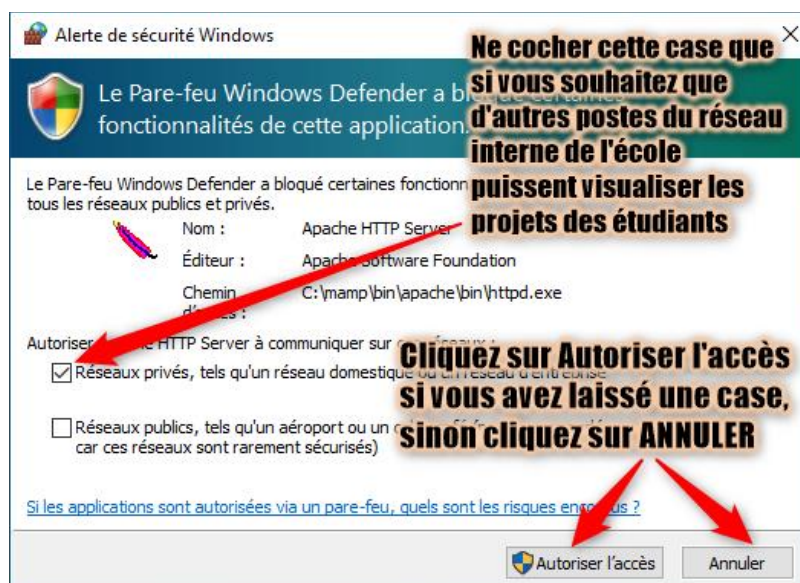 Alerte de sécurité Windows
Ne cocher cette case que
si vous souhaitez que
d'autres postes du réseau
interne de l'école
puissent visualiser les
projets des étudiants
Le Pare-feu Windows Defender a
fonctionnalités de cette application.
Le Pare-feu Windows Defender a bloqué certaines
tous les réseaux publics et privés.
Nom : Apache HTTP Server
Éditeur : Apache Software Foundation
Chemin C:\mamp\bin\apache\bin\httpd.exe
HTTP Server à communiquer sur
Cliquez sur Autoriser l'accès
si vous avez laissé une case,
sinon cliquez sur ANNULER
Réseaux privés, tels qu'un réseau domestique
Réseaux publics, tels qu'un aéroport ou un
car ces réseaux sont rarement sécurisés)
Si les applications sont autorisées via un pare-feu, quels sont les risques ?
Autoriser l'accès
Annuler